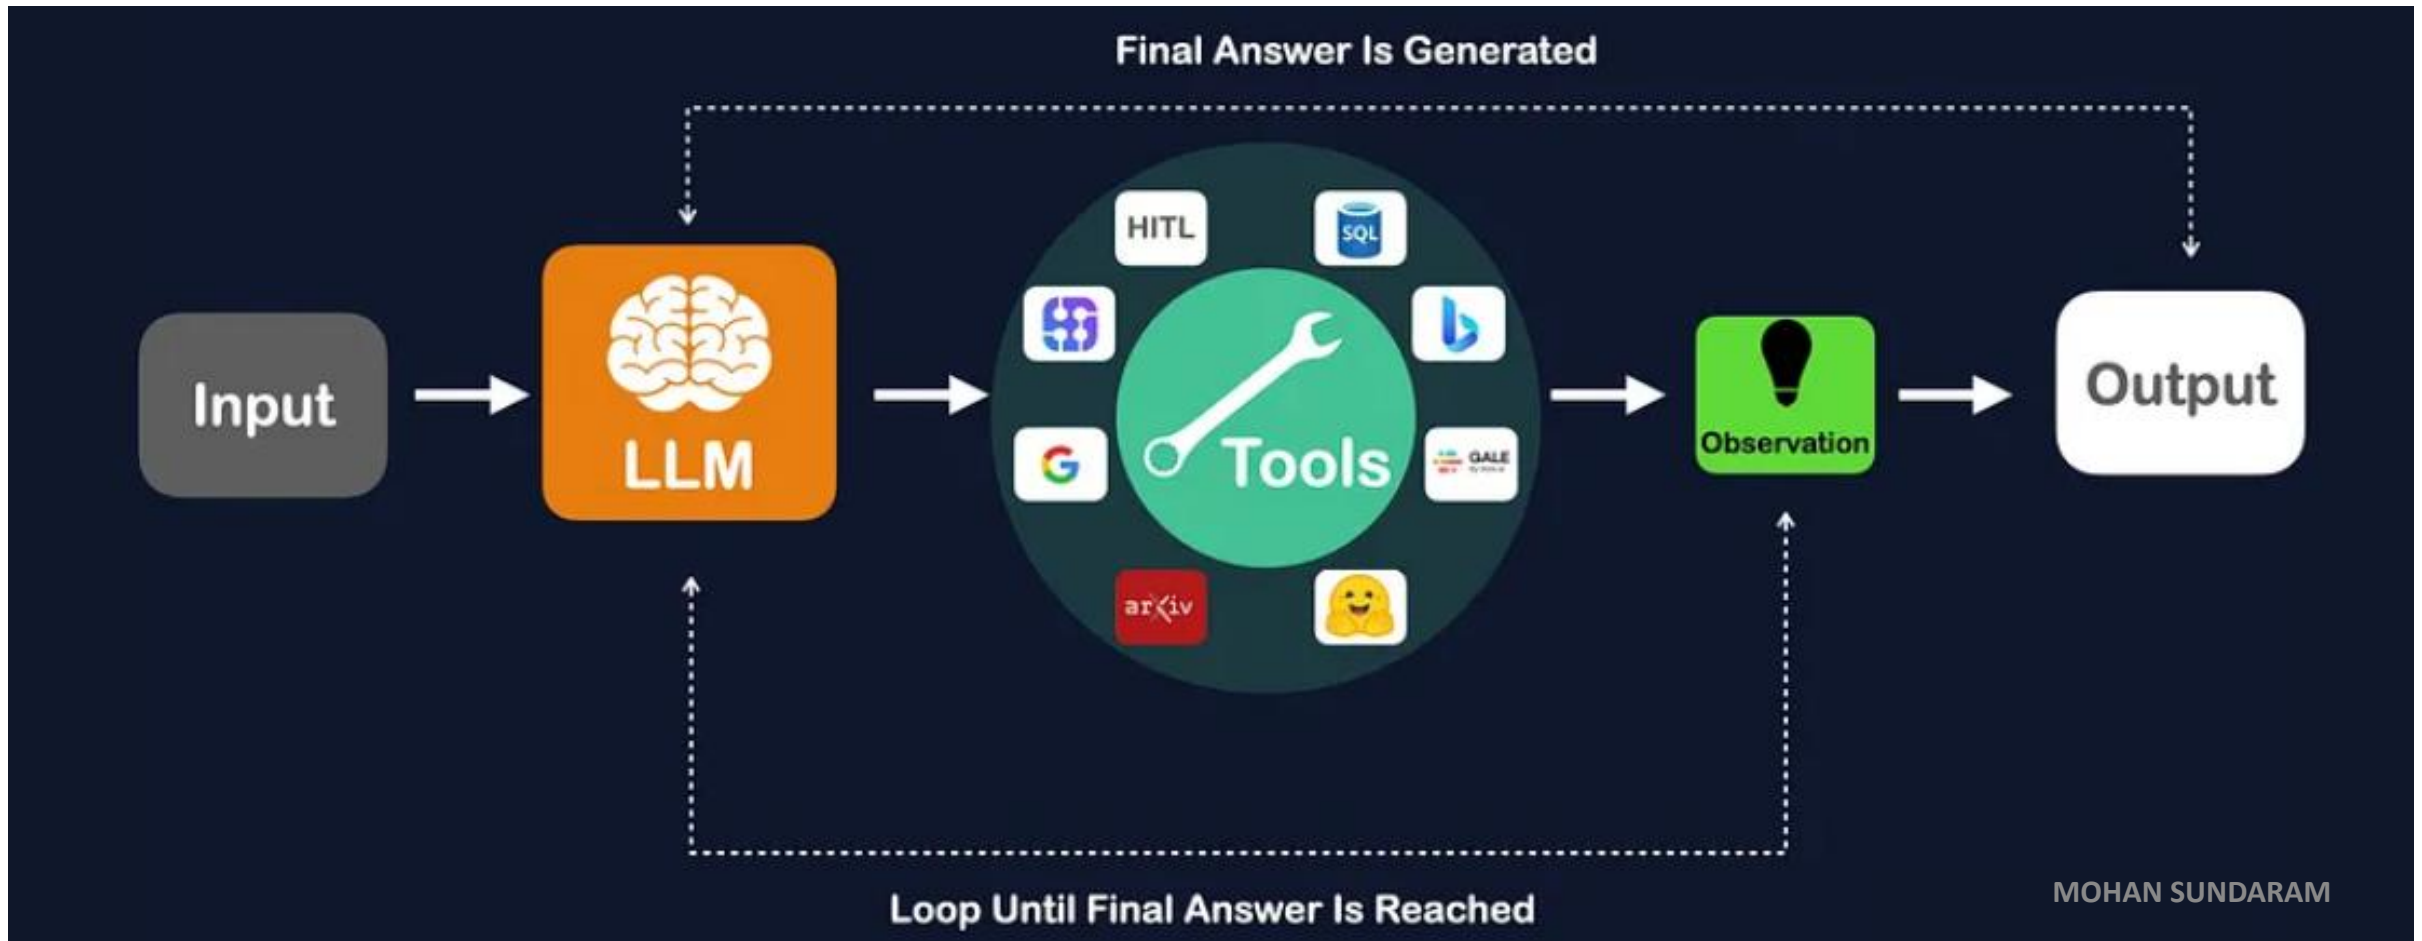 Final Answer Is Generated
HITL
SQL
Input
LLM
Tools
GALE
Observation
Output
arXiv
Loop Until Final Answer Is Reached
MOHAN SUNDARAM